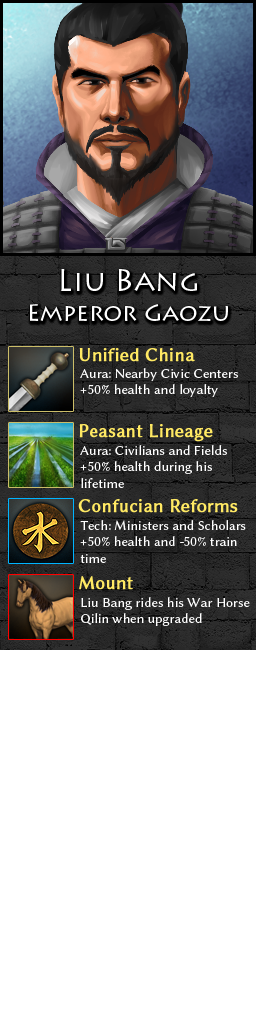 Liu Bang
Emperor Gaozu
Unified China
Aura: Nearby Civic Centers
+50% health and loyalty
Peasant Lineage
Aura: Civilians and Fields
+50% health during his
lifetime
Confucian Reforms
Tech: Ministers and Scholars
+50% health and -50% train
time
水
Mount
Liu Bang rides his War Horse
Qilin when upgraded